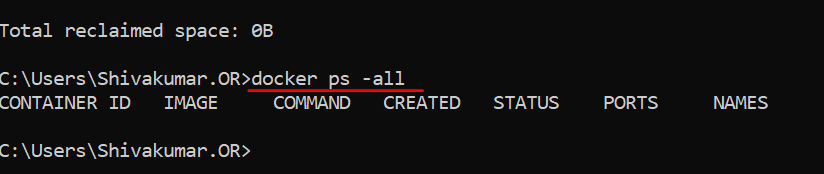 Total reclaimed space: 0B
C:\Users\Shivakumar.OR>docker ps -all
CONTAINER ID   IMAGE     COMMAND   CREATED   STATUS    PORTS     NAMES
C:\Users\Shivakumar.OR>